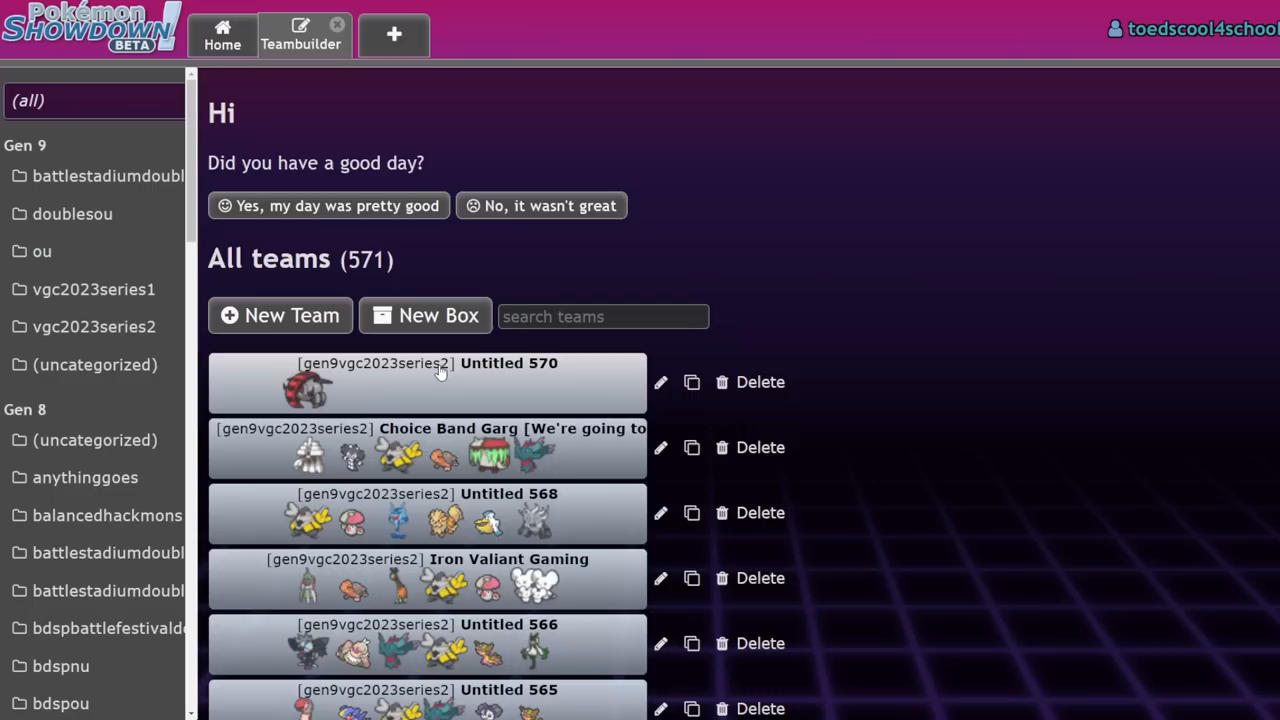 Pokémon
SHOWDOWN!
BETA
Home
Teambuilder
toedscool4school
(all)
Gen 9
battlestadiumdoubl
doublesou
ou
vgc2023series1
vgc2023series2
(uncategorized)
Gen 8
(uncategorized)
anythinggoes
balancedhackmons
battlestadiumdoubl
battlestadiumdoubl
bdspbattlefestivald
bdspnu
bdspou
Hi
Did you have a good day?
Yes, my day was pretty good
No, it wasn't great
All teams (571)
New Team
New Box
search teams
[gen9vgc2023series2] Untitled 570
Delete
[gen9vgc2023series2] Choice Band Garg [We're going to
Delete
[gen9vgc2023series2] Untitled 568
Delete
[gen9vgc2023series2] Iron Valiant Gaming
Delete
[gen9vgc2023series2] Untitled 566
Delete
[gen9vgc2023series2] Untitled 565
Delete